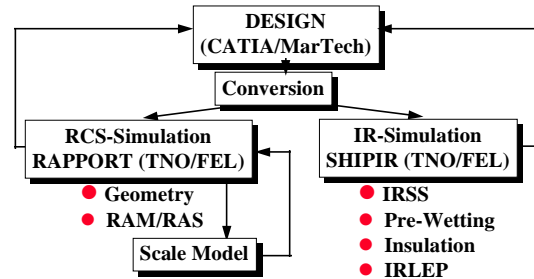 DESIGN
(CATIA/MarTech)
Conversion
RCS-Simulation
RAPPORT (TNO/FEL)
Geometry
RAM/RAS
Scale Model
IR-Simulation
SHIPIR (TNO/FEL)
IRSS
Pre-Wetting
Insulation
IRLEP